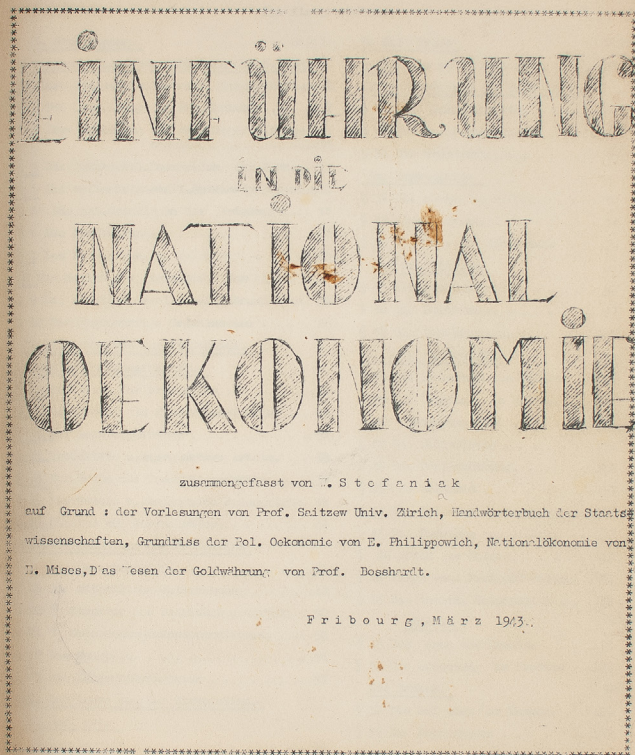 EINFÜHRUNG
IN DIE
NATIONAL
OEKONOMIE
zusammengefasst von . S t e f a n i a k
auf Grund : der Vorlesungen von Prof. Saitzew Univ. Zürich, Handwörterbuch der Staats
wissenschaften, Grundriss der Pol. Oekonomie von E. Philippowich, Nationalökonomie von
Mises, Das Wesen der Goldwährung von Prof. Bosshardt.
F r i b o u r g , M ä r z 1943.